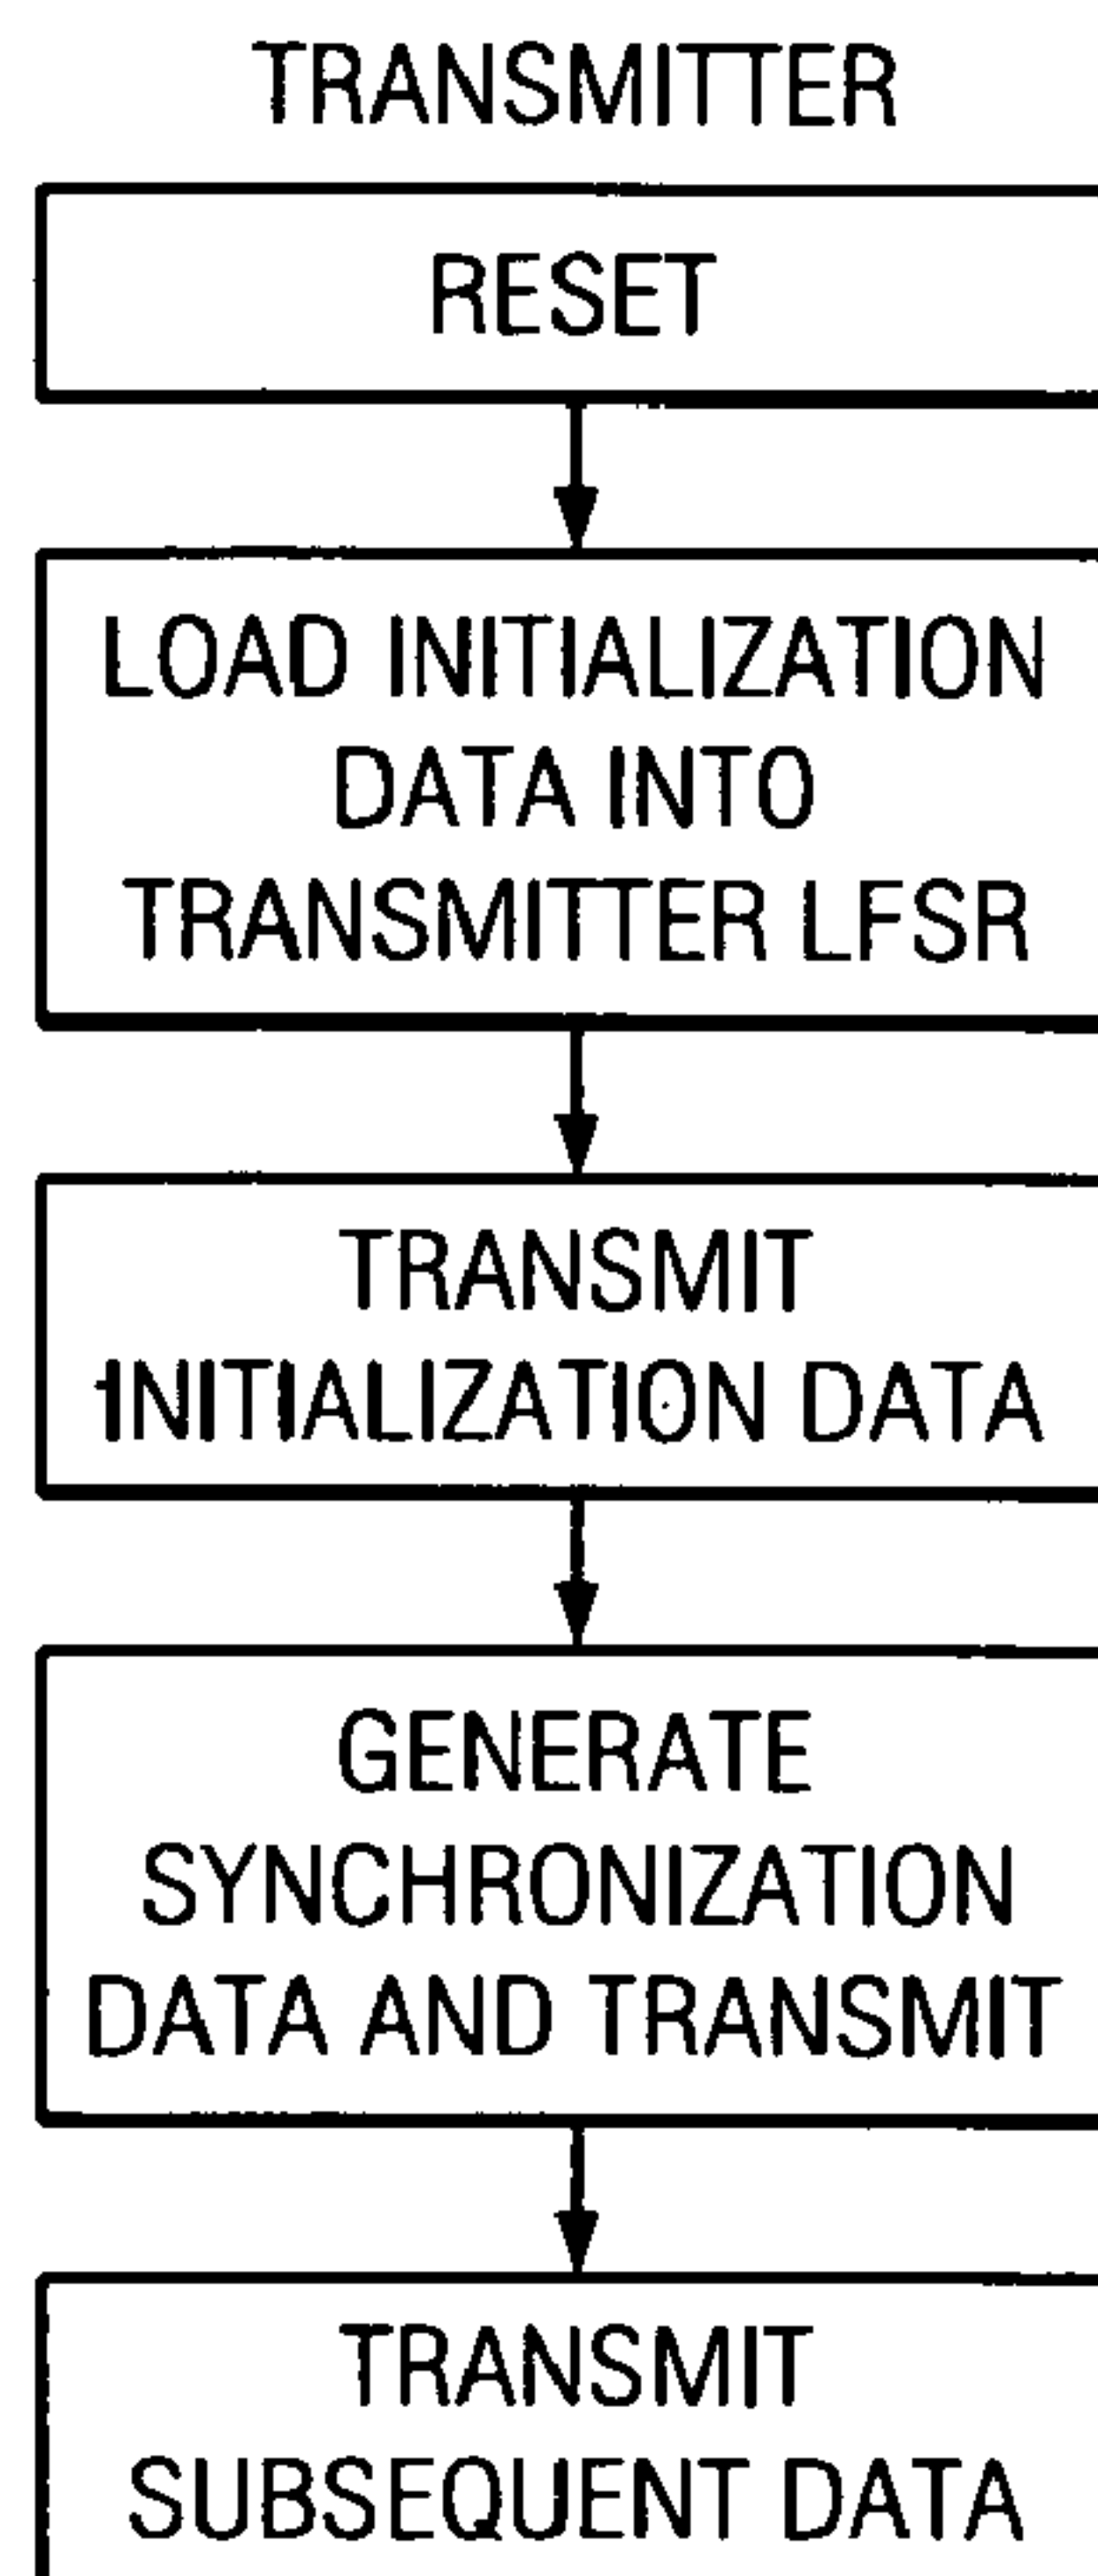 TRANSMITTER
RESET
LOAD INITIALIZATION
DATA INTO
TRANSMITTER LFSR
TRANSMIT
INITIALIZATION DATA
GENERATE
SYNCHRONIZATION
DATA AND TRANSMIT
TRANSMIT
SUBSEQUENT DATA